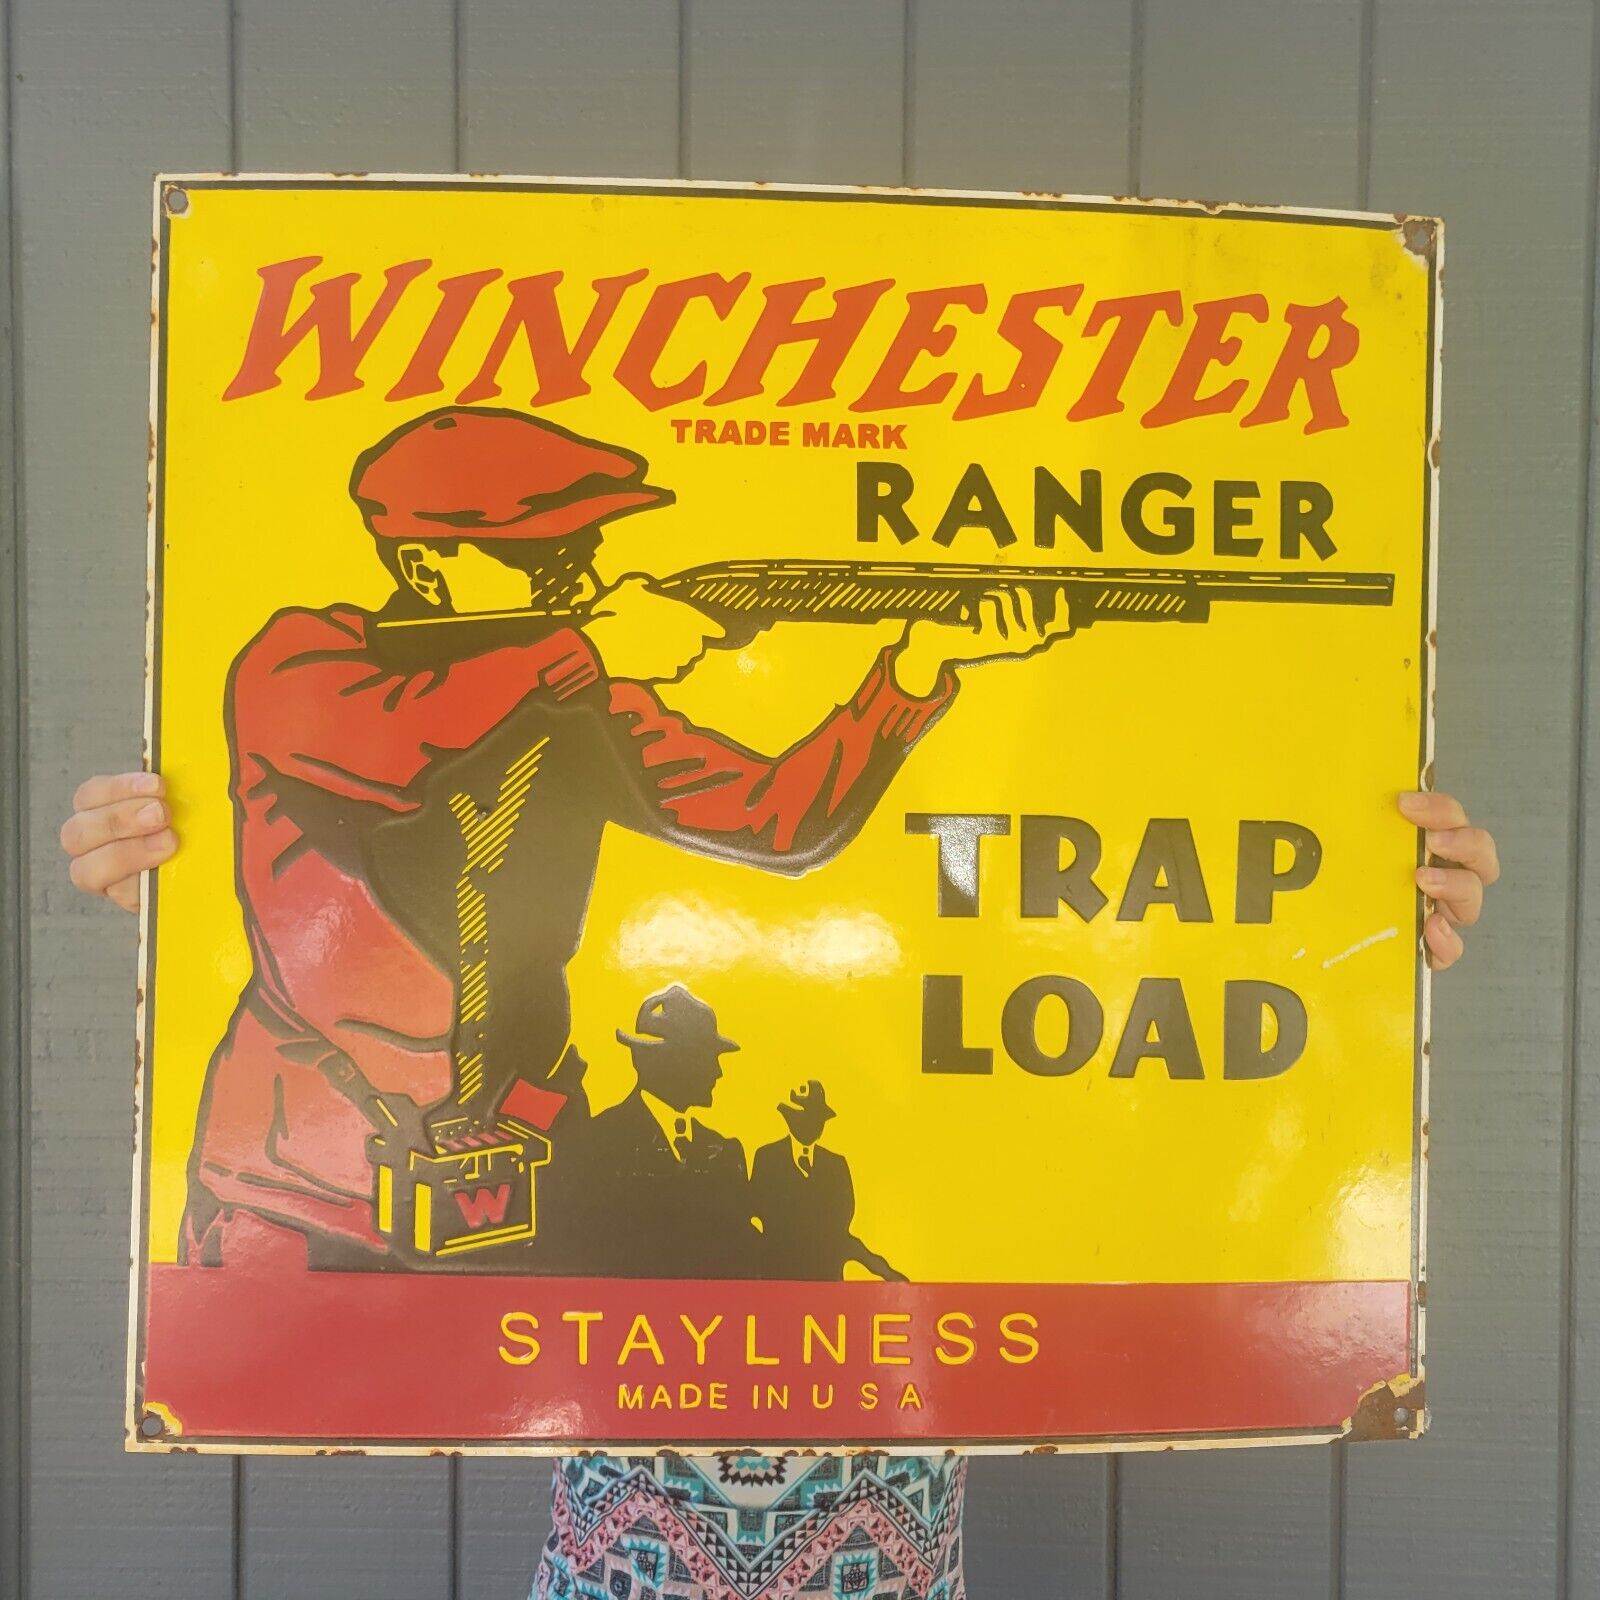 WINCHESTER
TRADE MARK
RANGER
TRAP
LOAD
W
STAYLNESS
MADE IN U S A